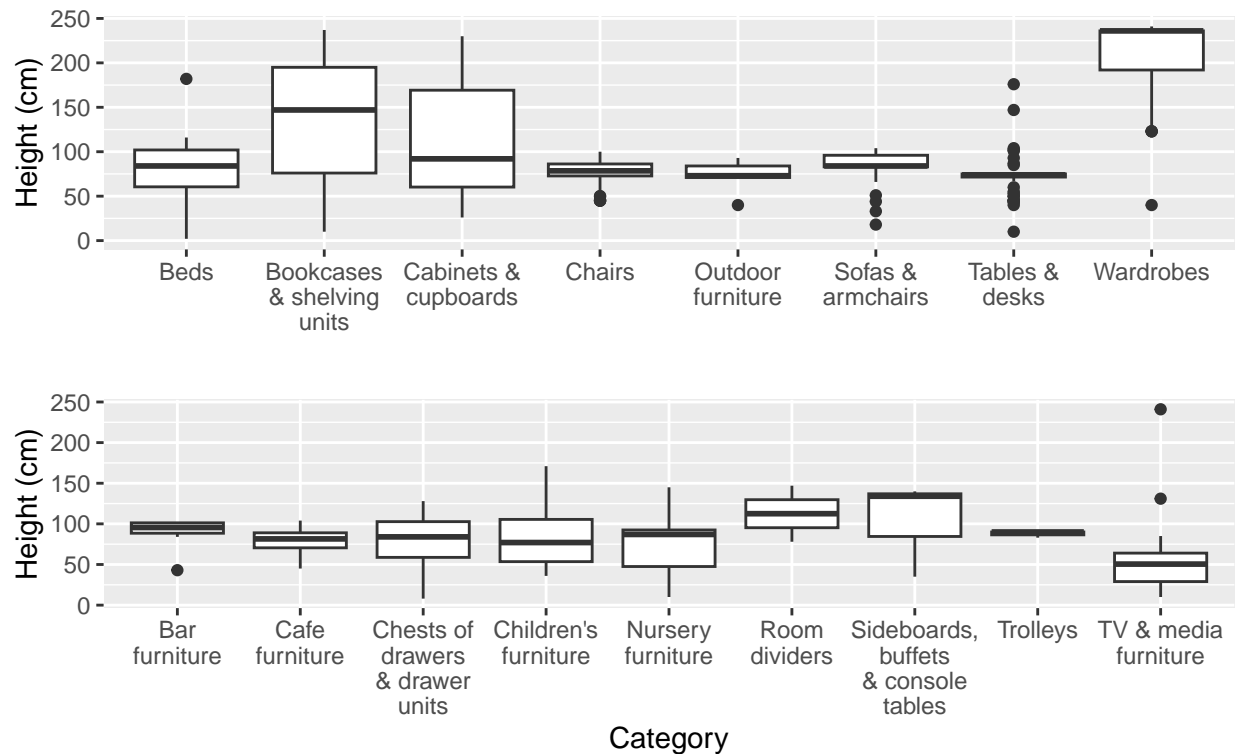 250
200
150
100
50
0
Height (cm)
Beds
Bookcases
& shelving
units
Cabinets &
cupboards
Chairs
Outdoor
furniture
Sofas &
armchairs
Tables &
desks
Wardrobes
250
200
150
100
50
0
Height (cm)
Bar
furniture
Cafe
furniture
Chests of
drawers
& drawer
units
Children's
furniture
Nursery
furniture
Room
dividers
Sideboards,
buffets
& console
tables
Trolleys
TV & media
furniture
Category